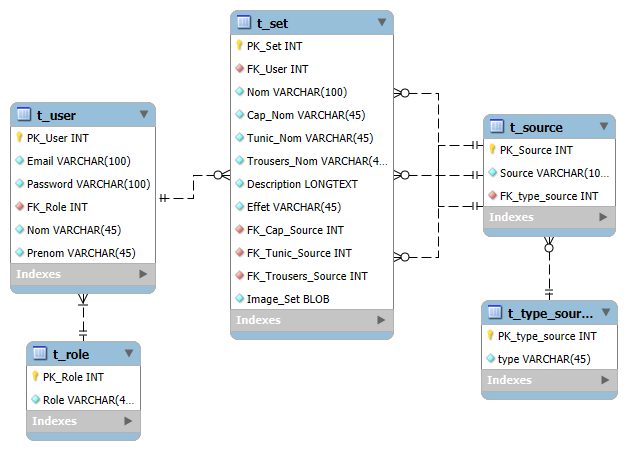 t_user
PK_User INT
Email VARCHAR(100)
Password VARCHAR(100)
FK_Role INT
Nom VARCHAR(45)
Prenom VARCHAR(45)
Indexes
t_role
PK_Role INT
Role VARCHAR(4...
Indexes
t_set
PK_Set INT
FK_User INT
Nom VARCHAR(100)
Cap_Nom VARCHAR(45)
Tunic_Nom VARCHAR(45)
Trousers_Nom VARCHAR(4...
Description LONGTEXT
Effet VARCHAR(45)
FK_Cap_Source INT
FK_Tunic_Source INT
FK_Trousers_Source INT
Image_Set BLOB
Indexes
t_source
PK_Source INT
Source VARCHAR(10...
FK_type_source INT
Indexes
t_type_sour...
PK_type_source INT
type VARCHAR(45)
Indexes